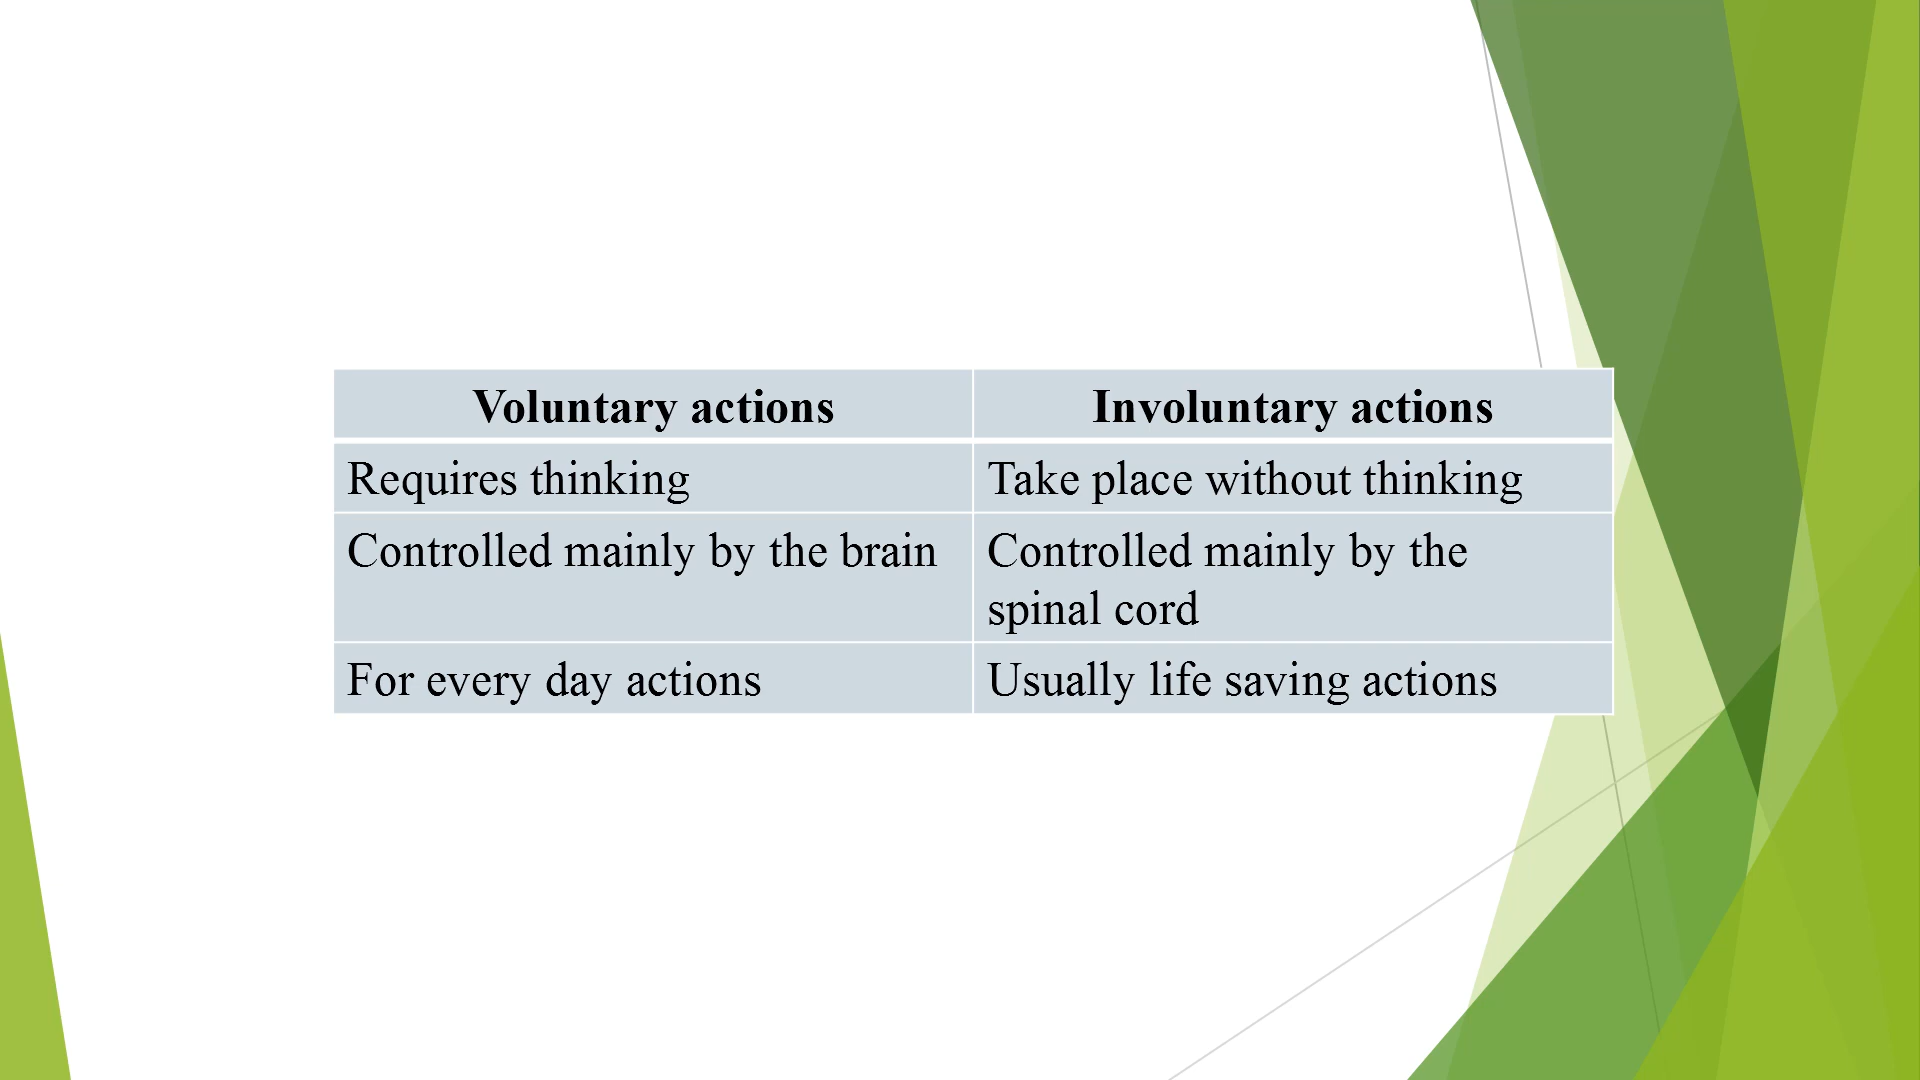 Voluntary actions
Involuntary actions
Requires thinking
Take place without thinking
Controlled mainly by the brain
Controlled mainly by the
spinal cord
For every day actions
Usually life saving actions